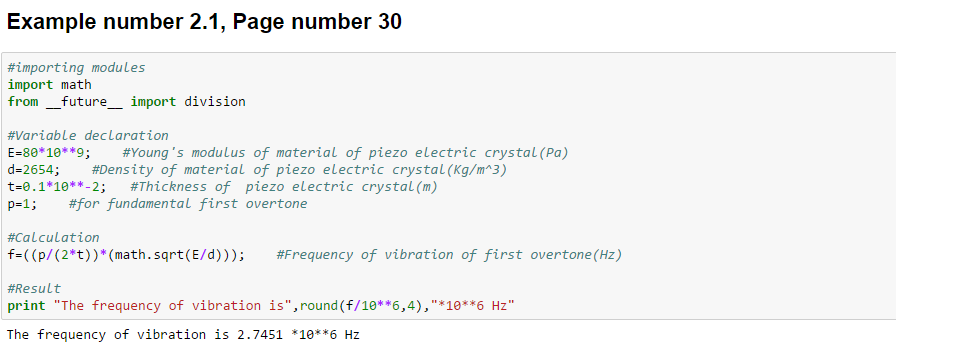 Example number 2.1, Page number 30
#importing modules
import math
from __future__ import division
#Variable declaration
E=80*10**9;    #Young's modulus of material of piezo electric crystal(Pa)
d=2654;    #Density of material of piezo electric crystal(Kg/m^3)
t=0.1*10**-2;   #Thickness of  piezo electric crystal(m)
p=1;    #for fundamental first overtone
#Calculation
f=((p/(2*t))*(math.sqrt(E/d)));    #Frequency of vibration of first overtone(Hz)
#Result
print "The frequency of vibration is",round(f/10**6,4),"*10**6 Hz"
The frequency of vibration is 2.7451 *10**6 Hz